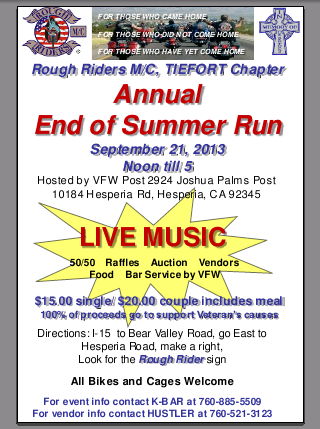 ROUGH RIDERS M/C
FOR THOSE WHO CAME HOME
FOR THOSE WHO DID NOT COME HOME
FOR THOSE WHO HAVE YET COME HOME
Rough Riders M/C, TIEFORT Chapter
Annual
End of Summer Run
September 21, 2013
Noon till 5
Hosted by VFW Post 2924 Joshua Palms Post
10184 Hesperia Rd, Hesperia, CA 92345
LIVE MUSIC
50/50 Raffles Auction Vendors
Food Bar Service by VFW
$15.00 single/ $20.00 couple includes meal
100% of proceeds go to support Veteran's causes
Directions: I-15 to Bear Valley Road, go East to
Hesperia Road, make a right,
Look for the Rough Rider sign
All Bikes and Cages Welcome
For event info contact K-BAR at 760-885-5509
For vendor info contact HUSTLER at 760-521-3123